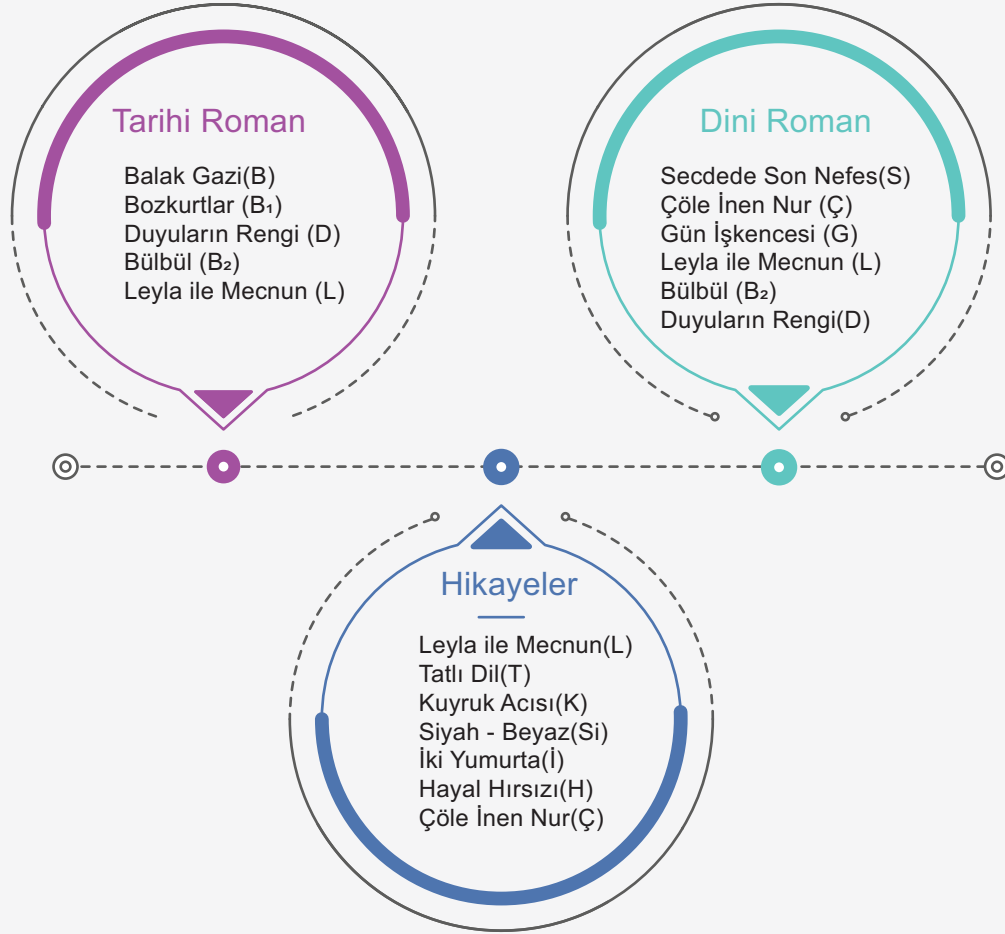 Tarihi Roman
Balak Gazi(B)
Bozkurtlar (B₁)
Duyuların Rengi (D)
Bülbül (B₂)
Leyla ile Mecnun (L)
Dini Roman
Secdede Son Nefes(S)
Çöle İnen Nur (Ç)
Gün İşkencesi (G)
Leyla ile Mecnun (L)
Bülbül (B₂)
Duyuların Rengi(D)
Hikayeler
Leyla ile Mecnun(L)
Tatlı Dil(T)
Kuyruk Acısı(K)
Siyah - Beyaz(Si)
İki Yumurta(İ)
Hayal Hırsızı(H)
Çöle İnen Nur(Ç)